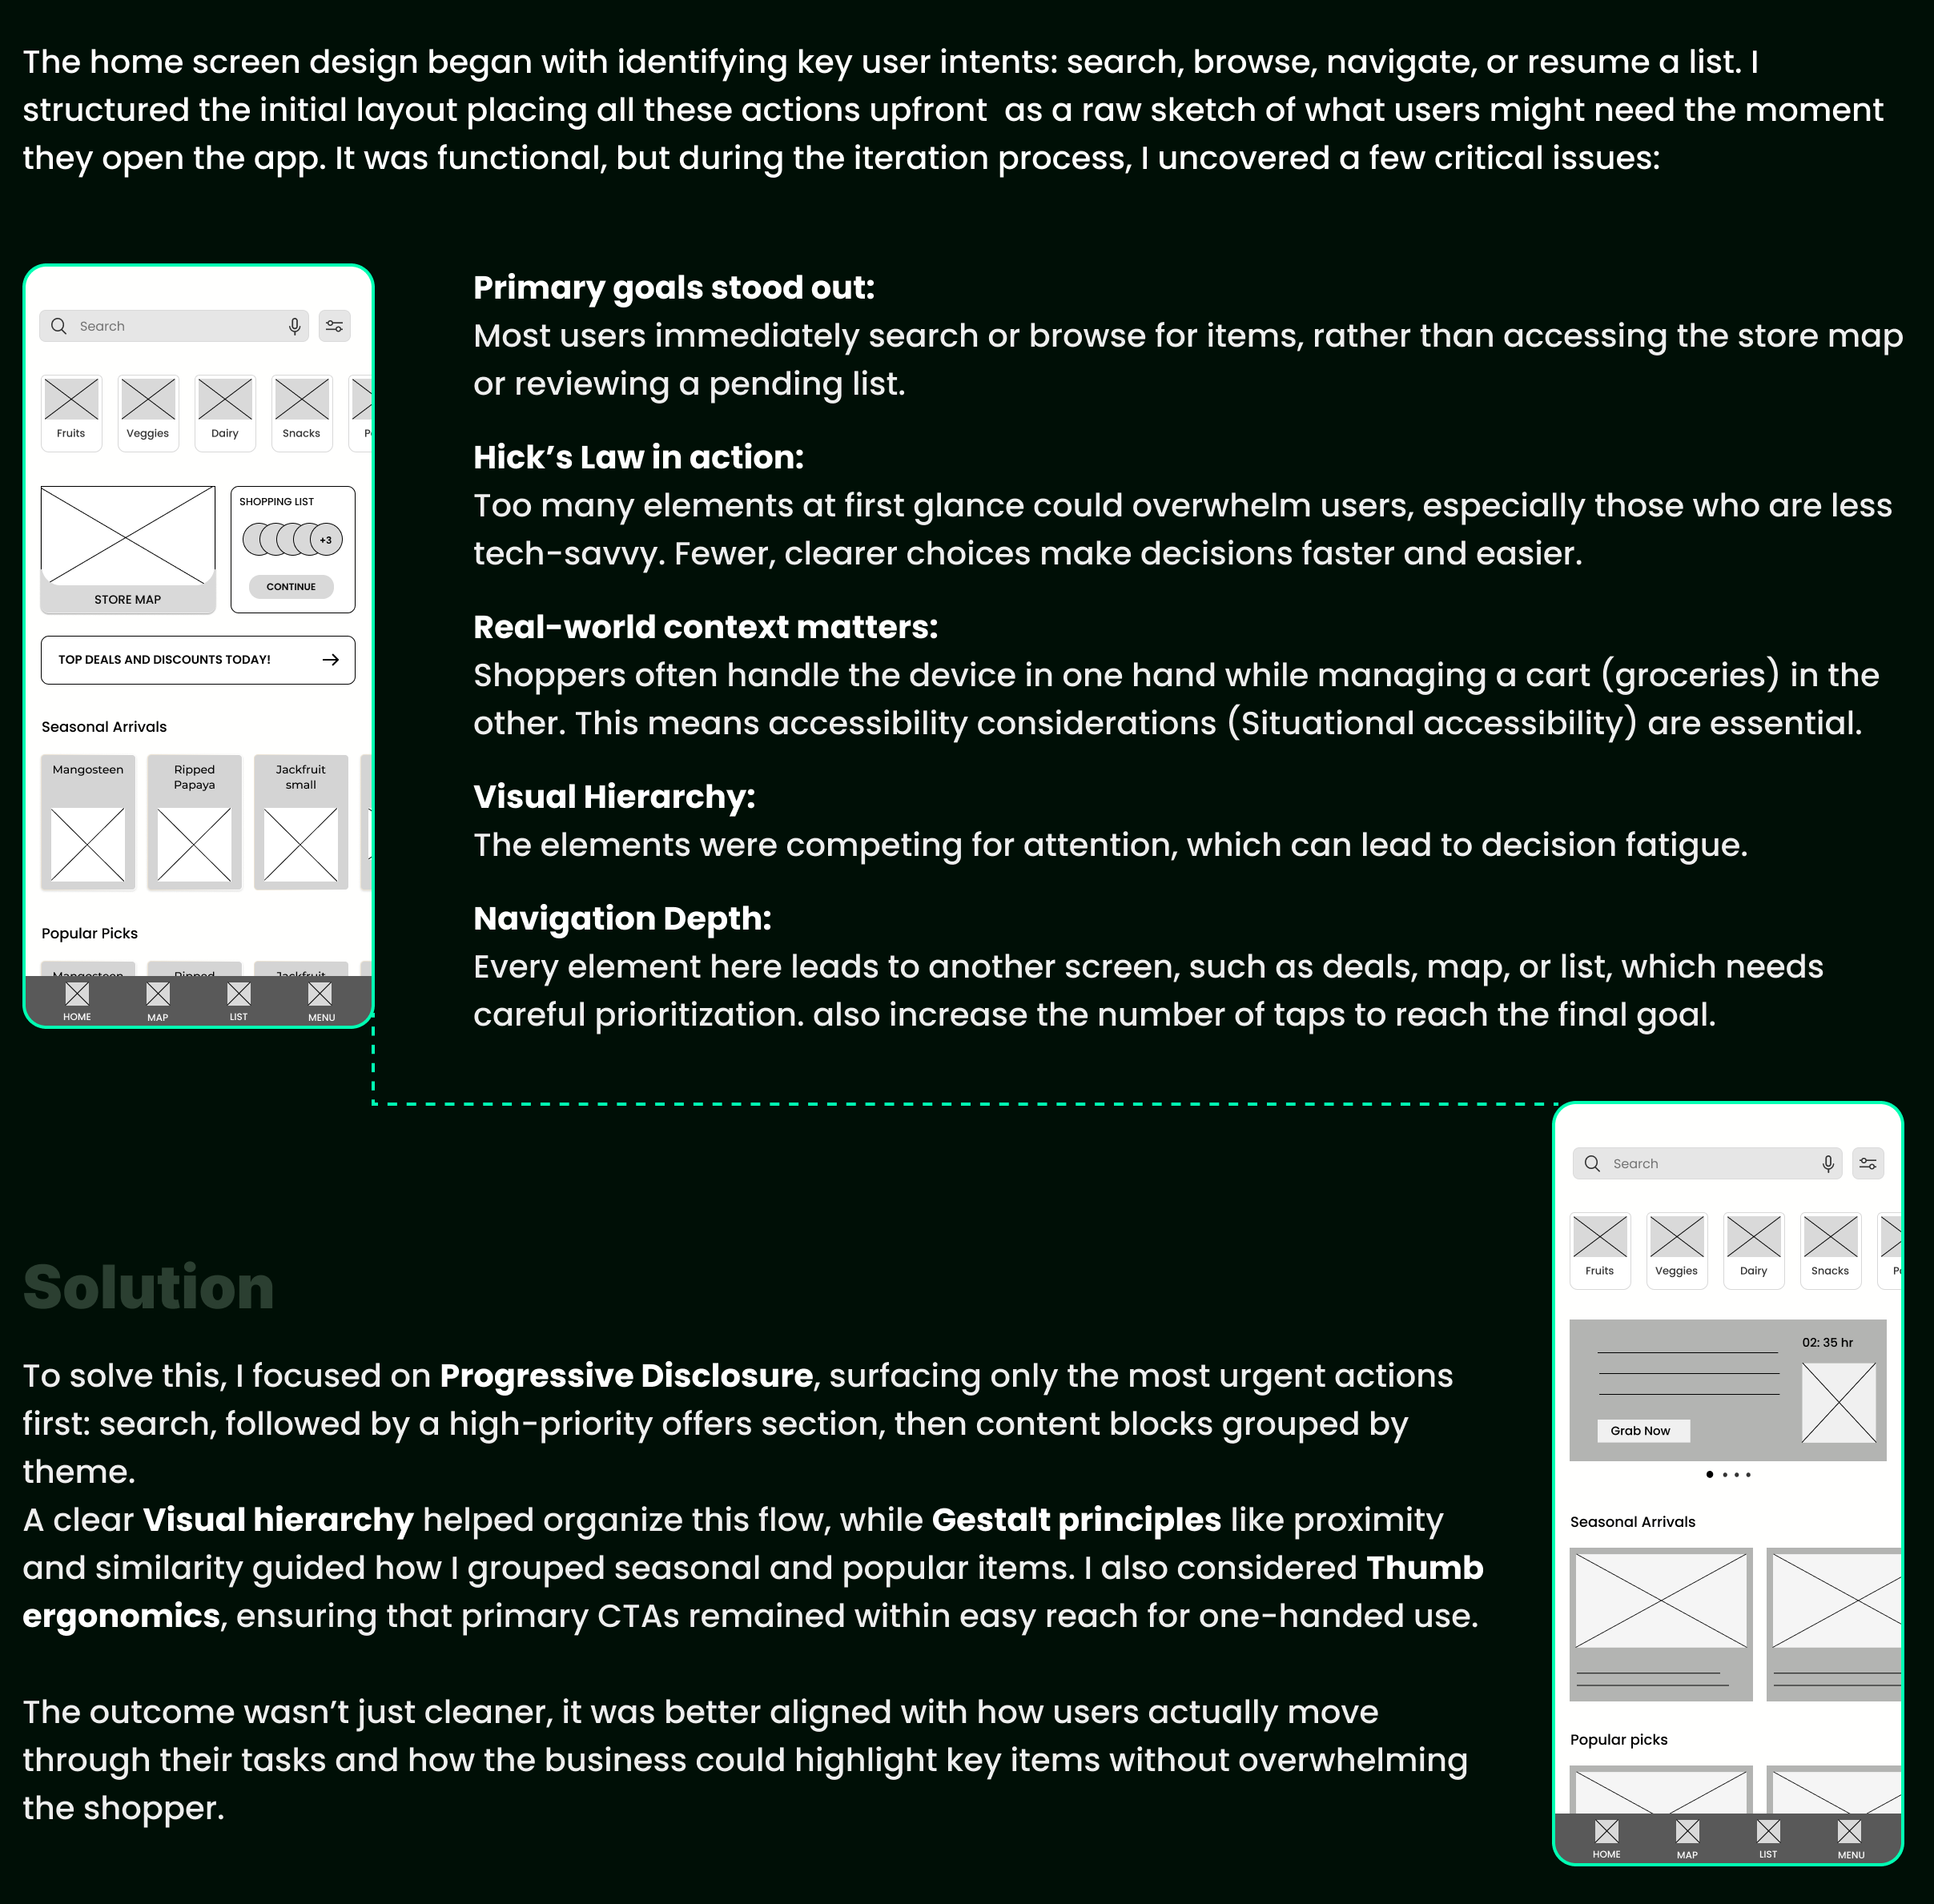 The home screen design began with identifying key user intents: search, browse, navigate, or resume a list. I
structured the initial layout placing all these actions upfront  as a raw sketch of what users might need the moment
they open the app. It was functional, but during the iteration process, I uncovered a few critical issues:
Search
Fruits
Veggies
Dairy
Snacks
SHOPPING LIST
+3
CONTINUE
STORE MAP
TOP DEALS AND DISCOUNTS TODAY!
Seasonal Arrivals
Mangosteen
Ripped
Papaya
Jackfruit
small
Popular Picks
Mangosteen
Ripped
Jackfruit
HOME
MAP
LIST
MENU
Primary goals stood out:
Most users immediately search or browse for items, rather than accessing the store map
or reviewing a pending list.
Hick’s Law in action:
Too many elements at first glance could overwhelm users, especially those who are less
tech-savvy. Fewer, clearer choices make decisions faster and easier.
Real-world context matters:
Shoppers often handle the device in one hand while managing a cart (groceries) in the
other. This means accessibility considerations (Situational accessibility) are essential.
Visual Hierarchy:
The elements were competing for attention, which can lead to decision fatigue.
Navigation Depth:
Every element here leads to another screen, such as deals, map, or list, which needs
careful prioritization. also increase the number of taps to reach the final goal.
Solution
To solve this, I focused on Progressive Disclosure, surfacing only the most urgent actions
first: search, followed by a high-priority offers section, then content blocks grouped by
theme.
A clear Visual hierarchy helped organize this flow, while Gestalt principles like proximity
and similarity guided how I grouped seasonal and popular items. I also considered Thumb
ergonomics, ensuring that primary CTAs remained within easy reach for one-handed use.
The outcome wasn’t just cleaner, it was better aligned with how users actually move
through their tasks and how the business could highlight key items without overwhelming
the shopper.
Search
Fruits
Veggies
Dairy
Snacks
02: 35 hr
Grab Now
Seasonal Arrivals
Popular picks
HOME
MAP
LIST
MENU